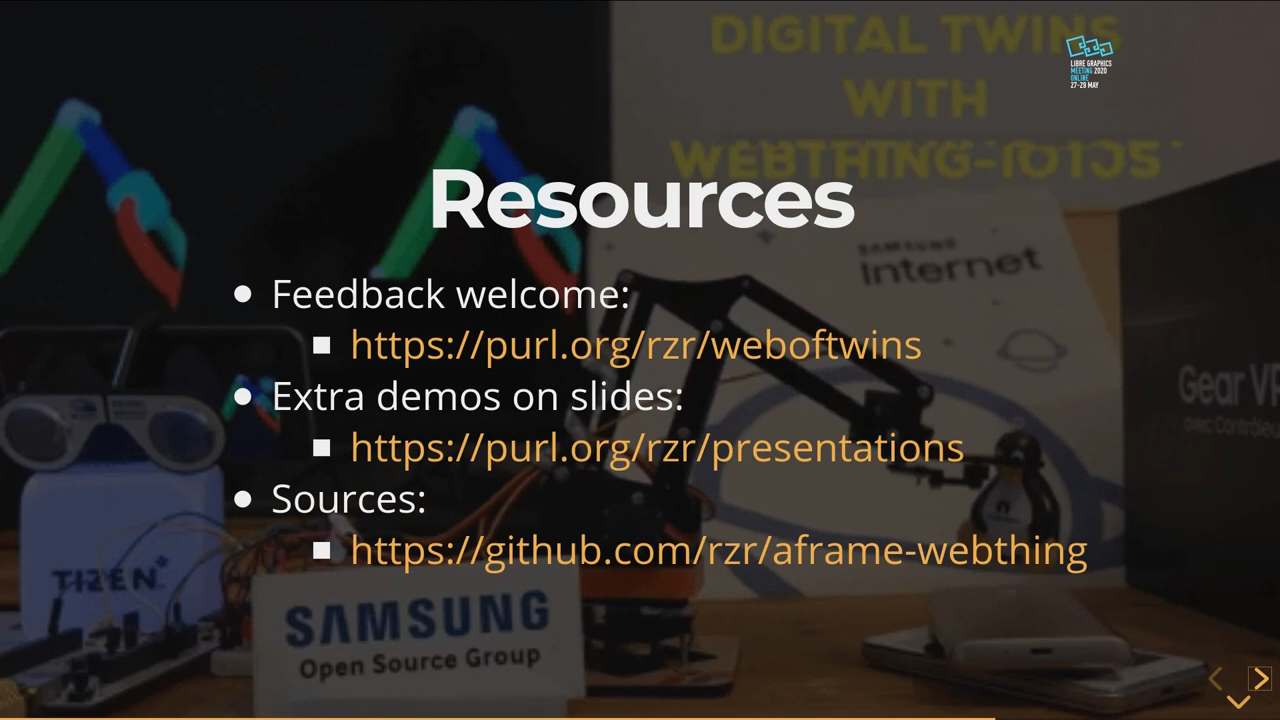 DIGITAL TWINS
WITH
LIBRE GRAPHICS
MEETING 2020
ONLINE
27-29 MAY
Resources
SAMSUNG
Internet
Feedback welcome:
https://purl.org/rzr/weboftwins
Extra demos on slides:
https://purl.org/rzr/presentations
Sources:
https://github.com/rzr/aframe-webthing
Gear VR
TIZEN
SAMSUNG
Open Source Group